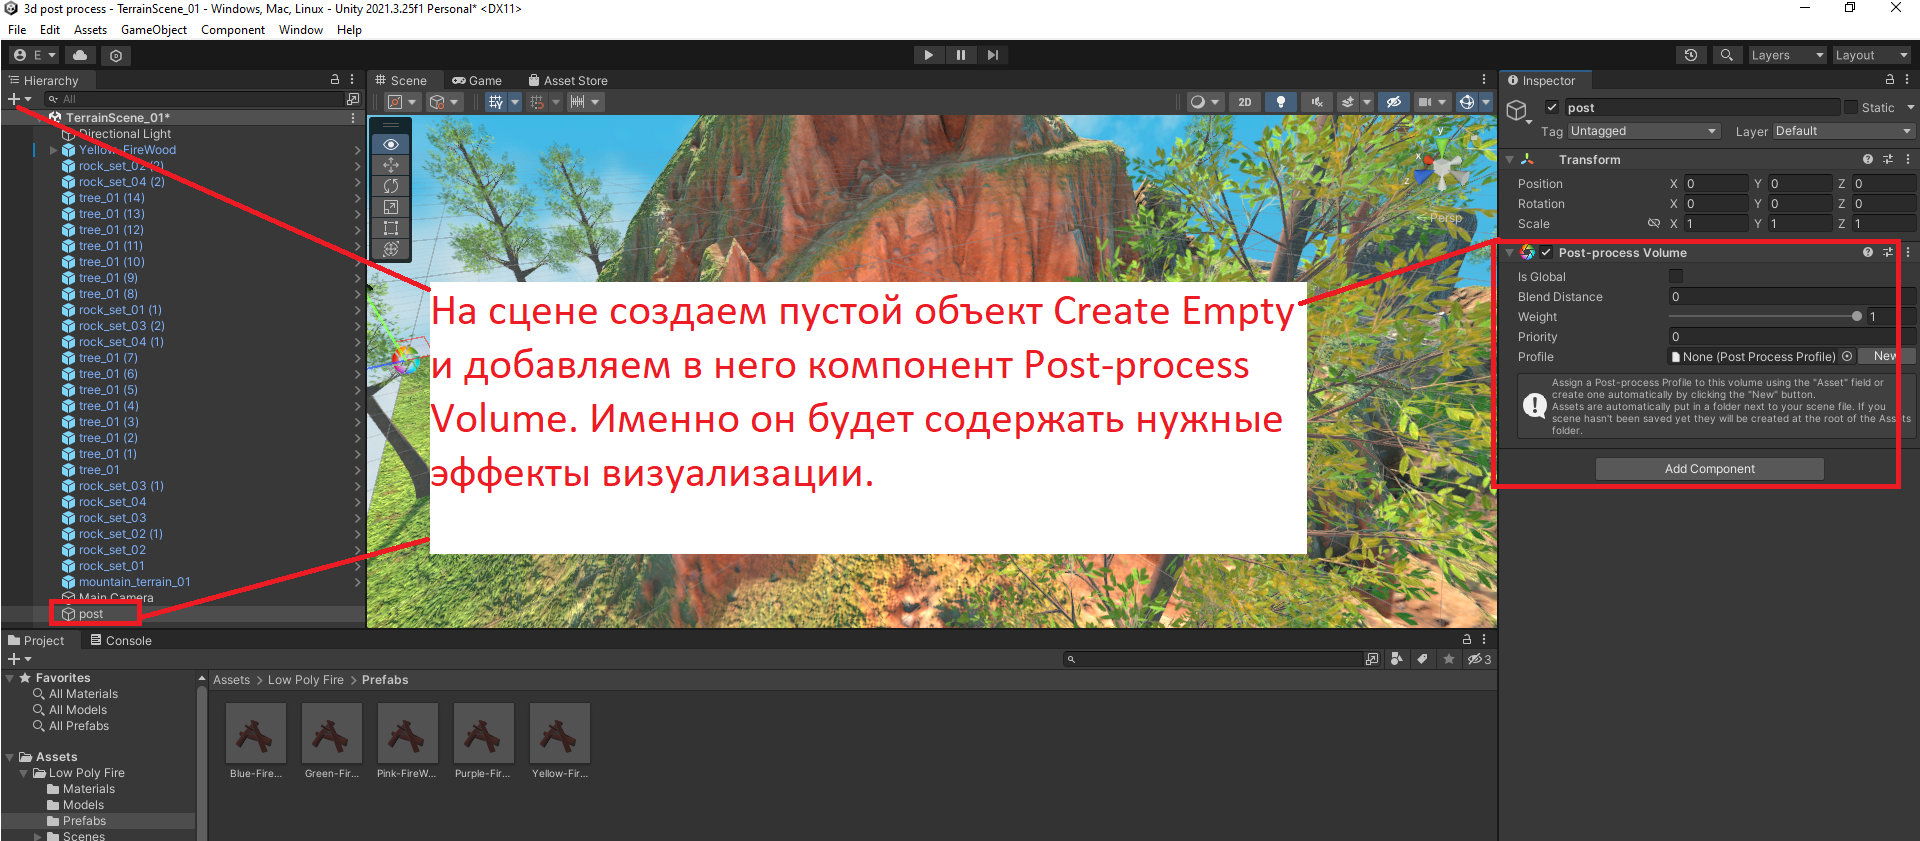 3d post process - TerrainScene_01 - Windows, Mac, Linux - Unity 2021.3.25f1 Personal* <DX11>
File Edit Assets GameObject Component Window Help
E
Layers
Layout
Hierarchy
All
TerrainScene_01*
Directional Light
Yellow-FireWood
rock_set_02 (2)
rock_set_04 (2)
tree_01 (14)
tree_01 (13)
tree_01 (12)
tree_01 (11)
tree_01 (10)
tree_01 (9)
tree_01 (8)
rock_set_01 (1)
rock_set_03 (2)
rock_set_04 (1)
tree_01 (7)
tree_01 (6)
tree_01 (5)
tree_01 (4)
tree_01 (3)
tree_01 (2)
tree_01 (1)
tree_01
rock_set_03 (1)
rock_set_04
rock_set_03
rock_set_02 (1)
rock_set_02
rock_set_01
mountain_terrain_01
Main Camera
post
Scene Game Asset Store
2D
y
x
z
Persp
На сцене создаем пустой объект Create Empty
и добавляем в него компонент Post-process
Volume. Именно он будет содержать нужные
эффекты визуализации.
Inspector
post
Static
Tag Untagged Layer Default
Transform
Position X 0 Y 0 Z 0
Rotation X 0 Y 0 Z 0
Scale X 1 Y 1 Z 1
Post-process Volume
Is Global
Blend Distance 0
Weight 1
Priority 0
Profile None (Post Process Profile) New
Assign a Post-process Profile to this volume using the "Asset" field or
create one automatically by clicking the "New" button.
Assets are automatically put in a folder next to your scene file. If you
scene hasn't been saved yet they will be created at the root of the Assets
folder.
Add Component
Project Console
3
Favorites
All Materials
All Models
All Prefabs
Assets
Low Poly Fire
Materials
Models
Prefabs
Scenes
Assets > Low Poly Fire > Prefabs
Blue-Fire... Green-Fir... Pink-FireW... Purple-Fir... Yellow-Fir...